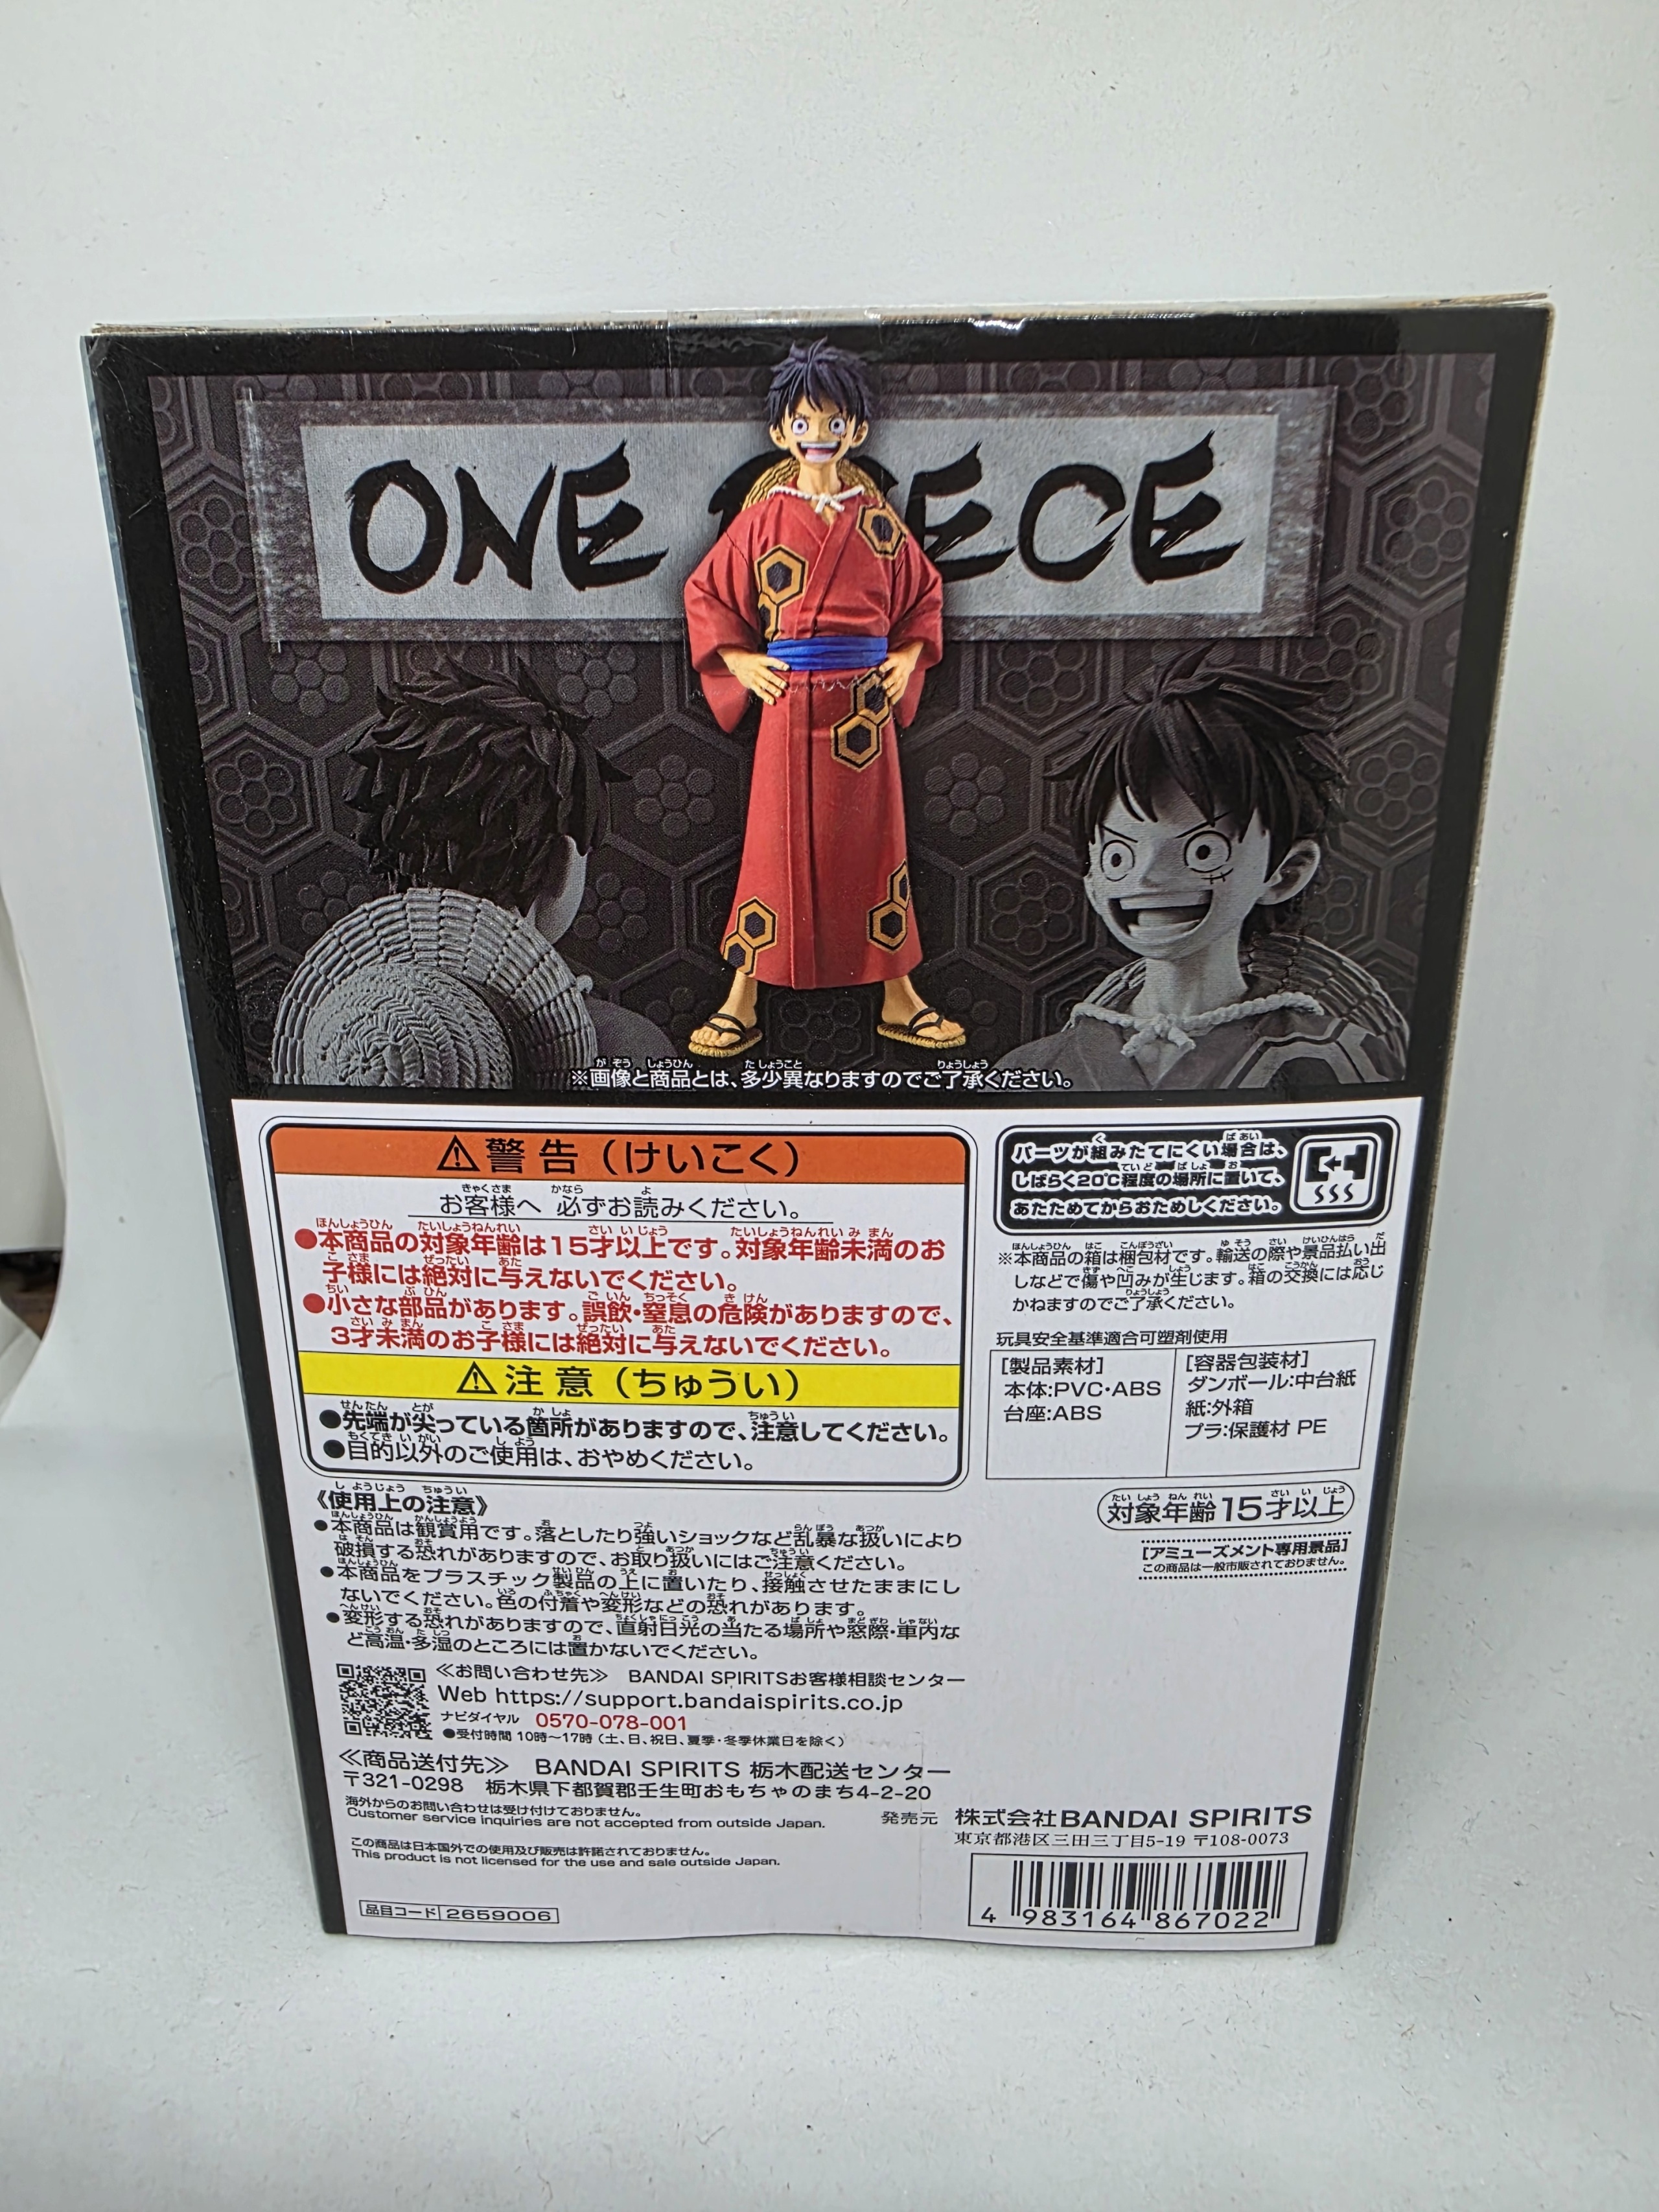 ONE PIECE
※画像と商品とは、多少異なりますのでご了承ください。
⚠警告（けいこく）
お客様へ 必ずお読みください。
●本商品の対象年齢は15才以上です。対象年齢未満のお
子様には絶対に与えないでください。
●小さな部品があります。誤飲・窒息の危険がありますので、
3才未満のお子様には絶対に与えないでください。
⚠注意（ちゅうい）
●先端が尖っている箇所がありますので、注意してください。
●目的以外のご使用は、おやめください。
《使用上の注意》
●本商品は観賞用です。落としたり強いショックなど乱暴な扱いにより
破損する恐れがありますので、お取り扱いにはご注意ください。
●本商品をプラスチック製品の上に置いたり、接触させたままにし
ないでください。色の付着や変形などの恐れがあります。
●変形する恐れがありますので、直射日光の当たる場所や窓際・車内な
ど高温・多湿のところには置かないでください。
≪お問い合わせ先≫ BANDAI SPIRITSお客様相談センター
Web https://support.bandaispirits.co.jp
ナビダイヤル 0570-078-001
●受付時間 10時～17時（土、日、祝日、夏季・冬季休業日を除く）
≪商品送付先≫ BANDAI SPIRITS 栃木配送センター
〒321-0298 栃木県下都賀郡壬生町おもちゃのまち4-2-20
海外からのお問い合わせは受け付けておりません。
Customer service inquiries are not accepted from outside Japan.
この商品は日本国外での使用及び販売は許諾されておりません。
This product is not licensed for the use and sale outside Japan.
品目コード 2659006
パーツが組みたてにくい場合は、
しばらく20℃程度の場所に置いて、
あたためてからおためしください。
※本商品の箱は梱包材です。輸送の際や景品払い出
しなどで傷や凹みが生じます。箱の交換には応じ
かねますのでご了承ください。
玩具安全基準適合可塑剤使用
[製品素材]
本体:PVC・ABS
台座:ABS
[容器包装材]
ダンボール:中台紙
紙:外箱
プラ:保護材 PE
対象年齢15才以上
[アミューズメント専用景品]
この商品は一般市販されておりません。
発売元 株式会社BANDAI SPIRITS
東京都港区三田三丁目5-19 〒108-0073
4 983164 867022